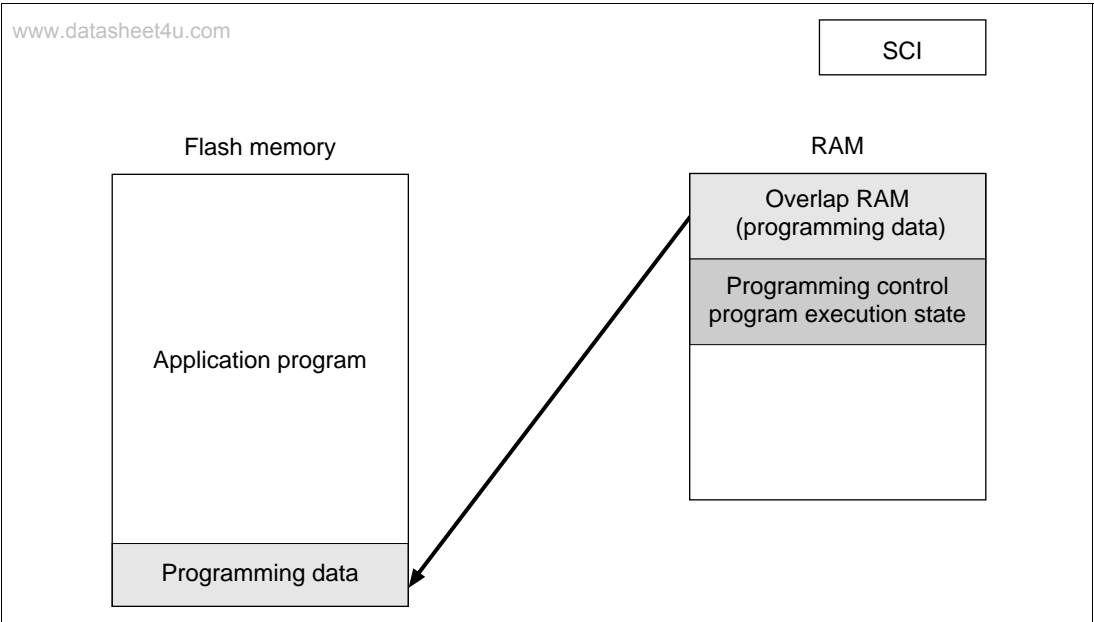 www.datasheet4u.com
SCI
Flash memory
RAM
Overlap RAM
(programming data)
Programming control
program execution state
Application program
Programming data